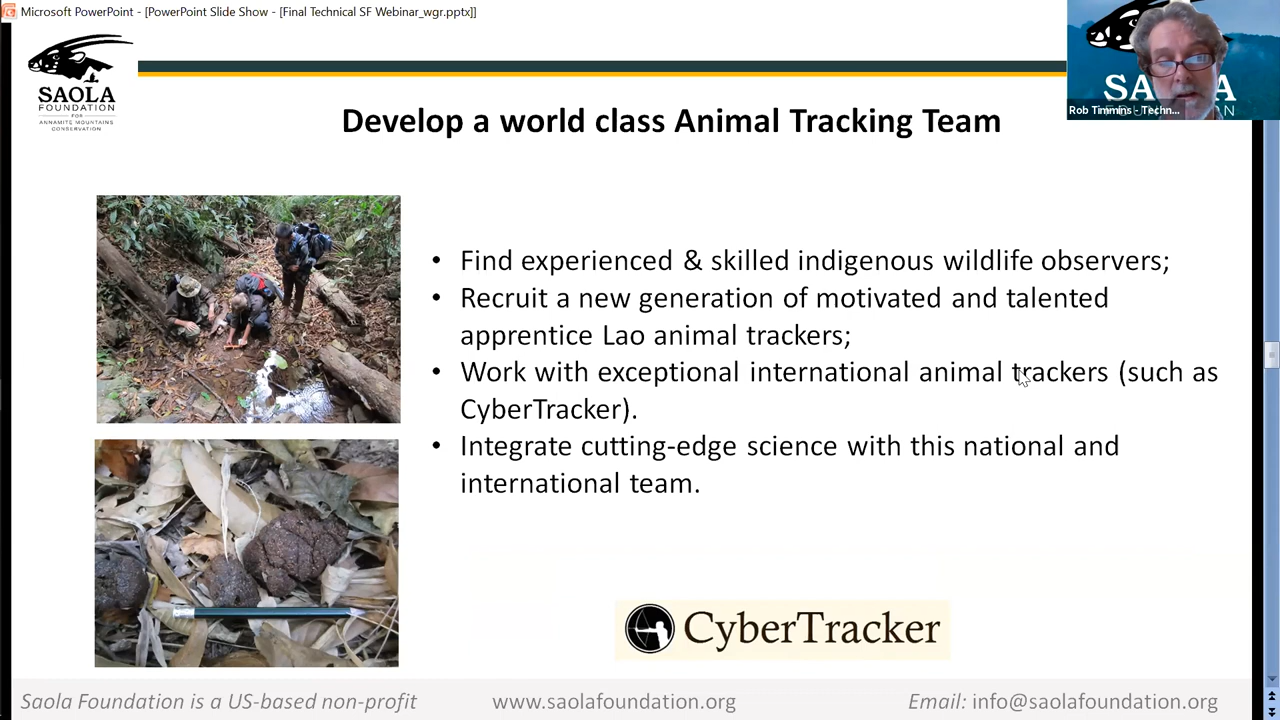 Microsoft PowerPoint - [PowerPoint Slide Show - [Final Technical SF Webinar_wgr.pptx]]
SAOLA
FOUNDATION
FOR
ANNAMITE MOUNTAINS
CONSERVATION
Rob Timmins - Techn...
Develop a world class Animal Tracking Team
• Find experienced & skilled indigenous wildlife observers;
• Recruit a new generation of motivated and talented
apprentice Lao animal trackers;
• Work with exceptional international animal trackers (such as
CyberTracker).
• Integrate cutting-edge science with this national and
international team.
CyberTracker
Saola Foundation is a US-based non-profit www.saolafoundation.org Email: info@saolafoundation.org